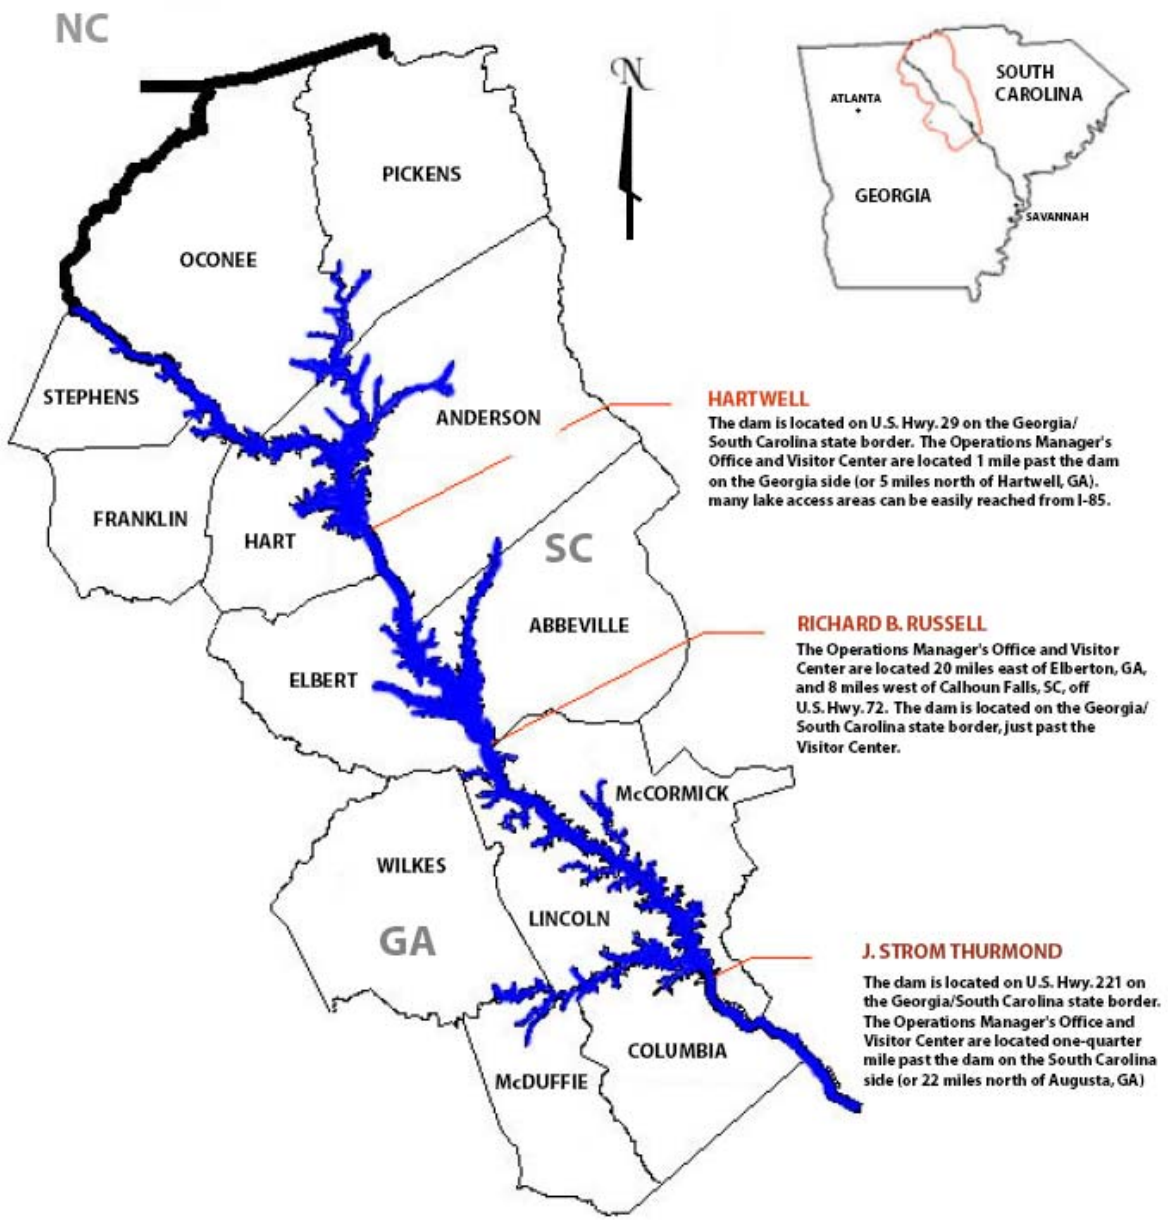 NC
N
PICKENS
OCONEE
STEPHENS
ANDERSON
FRANKLIN
HART
SC
ABBEVILLE
ELBERT
McCORMICK
WILKES
LINCOLN
GA
COLUMBIA
McDUFFIE
SOUTH
CAROLINA
ATLANTA
GEORGIA
SAVANNAH
HARTWELL
The dam is located on U.S. Hwy. 29 on the Georgia/
South Carolina state border. The Operations Manager's
Office and Visitor Center are located 1 mile past the dam
on the Georgia side (or 5 miles north of Hartwell, GA).
many lake access areas can be easily reached from I-85.
RICHARD B. RUSSELL
The Operations Manager's Office and Visitor
Center are located 20 miles east of Elberton, GA,
and 8 miles west of Calhoun Falls, SC, off
U.S. Hwy. 72. The dam is located on the Georgia/
South Carolina state border, just past the
Visitor Center.
J. STROM THURMOND
The dam is located on U.S. Hwy. 221 on
the Georgia/South Carolina state border.
The Operations Manager's Office and
Visitor Center are located one-quarter
mile past the dam on the South Carolina
side (or 22 miles north of Augusta, GA)